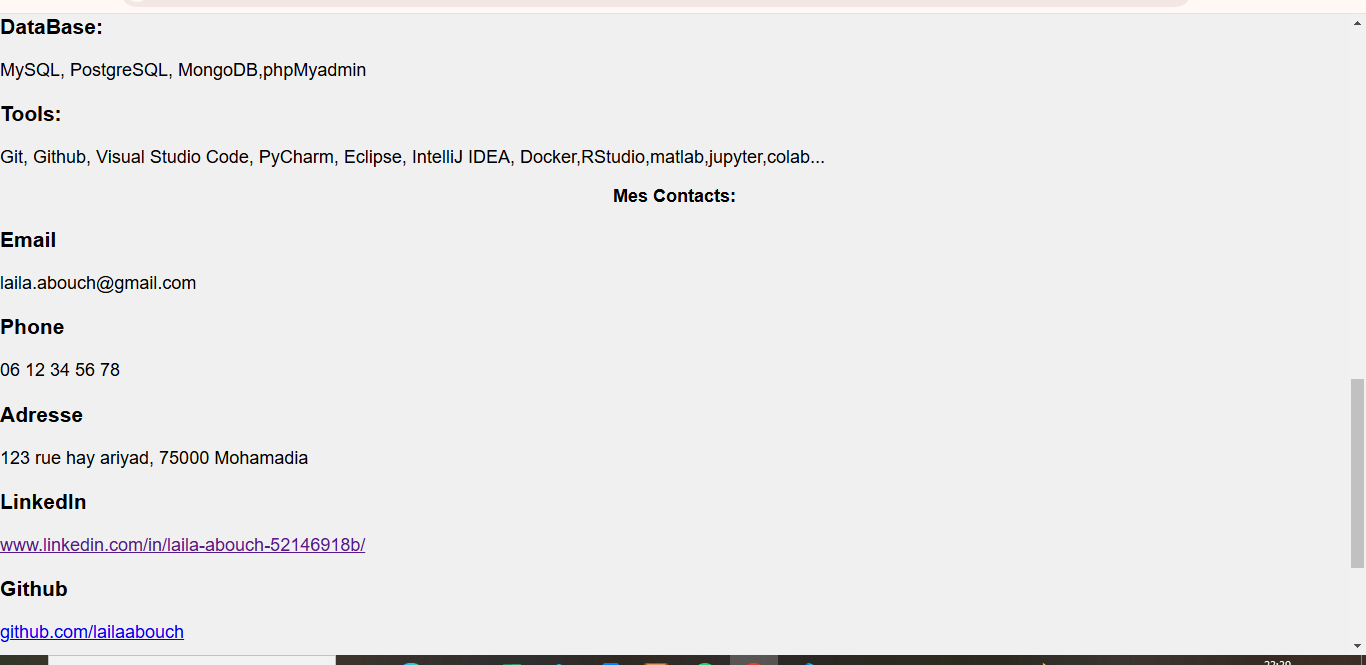 DataBase:
MySQL, PostgreSQL, MongoDB,phpMyadmin
Tools:
Git, Github, Visual Studio Code, PyCharm, Eclipse, IntelliJ IDEA, Docker,RStudio,matlab,jupyter,colab...
Mes Contacts:
Email
laila.abouch@gmail.com
Phone
06 12 34 56 78
Adresse
123 rue hay ariyad, 75000 Mohamadia
LinkedIn
www.linkedin.com/in/laila-abouch-52146918b/
Github
github.com/lailaabouch